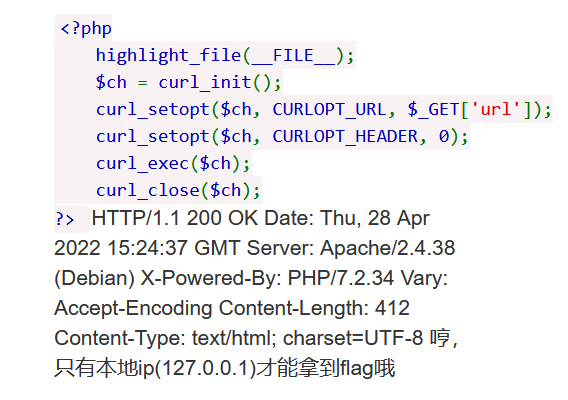 <?php
highlight_file(__FILE__);
$ch = curl_init();
curl_setopt($ch, CURLOPT_URL, $_GET['url']);
curl_setopt($ch, CURLOPT_HEADER, 0);
curl_exec($ch);
curl_close($ch);
?> HTTP/1.1 200 OK Date: Thu, 28 Apr
2022 15:24:37 GMT Server: Apache/2.4.38
(Debian) X-Powered-By: PHP/7.2.34 Vary:
Accept-Encoding Content-Length: 412
Content-Type: text/html; charset=UTF-8 哼，
只有本地ip(127.0.0.1)才能拿到flag哦